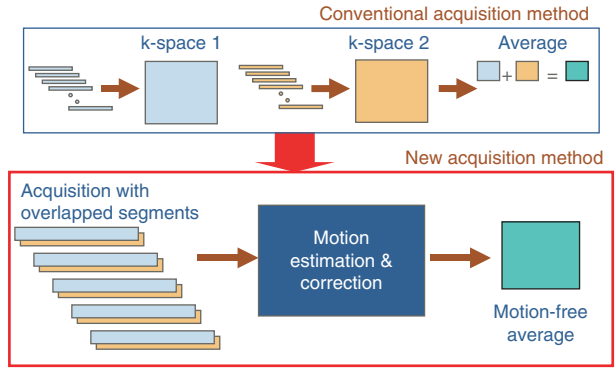 Conventional acquisition method
k-space 1
k-space 2
Average
+
=
New acquisition method
Acquisition with
overlapped segments
Motion
estimation &
correction
Motion-free
average